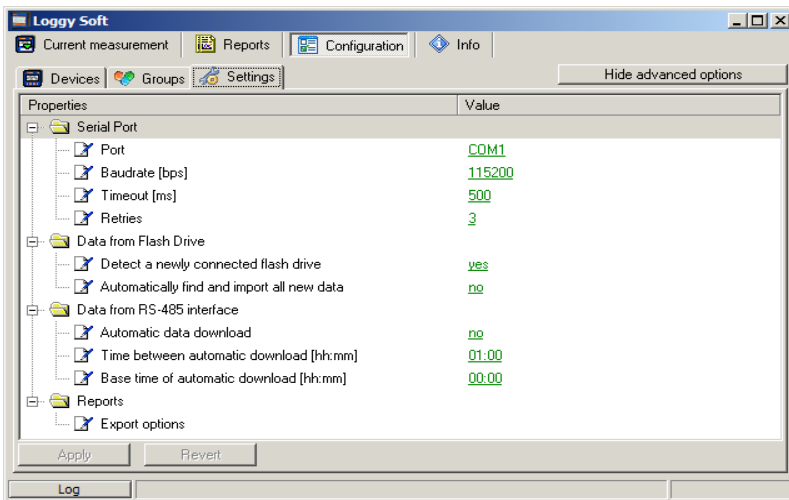 Loggy Soft
Current measurement Reports Configuration Info
Devices Groups Settings Hide advanced options
Properties Value
Serial Port
Port COM1
Baudrate [bps] 115200
Timeout [ms] 500
Retries 3
Data from Flash Drive
Detect a newly connected flash drive yes
Automatically find and import all new data no
Data from RS-485 interface
Automatic data download no
Time between automatic download [hh:mm] 01:00
Base time of automatic download [hh:mm] 00:00
Reports
Export options
Apply Revert
Log